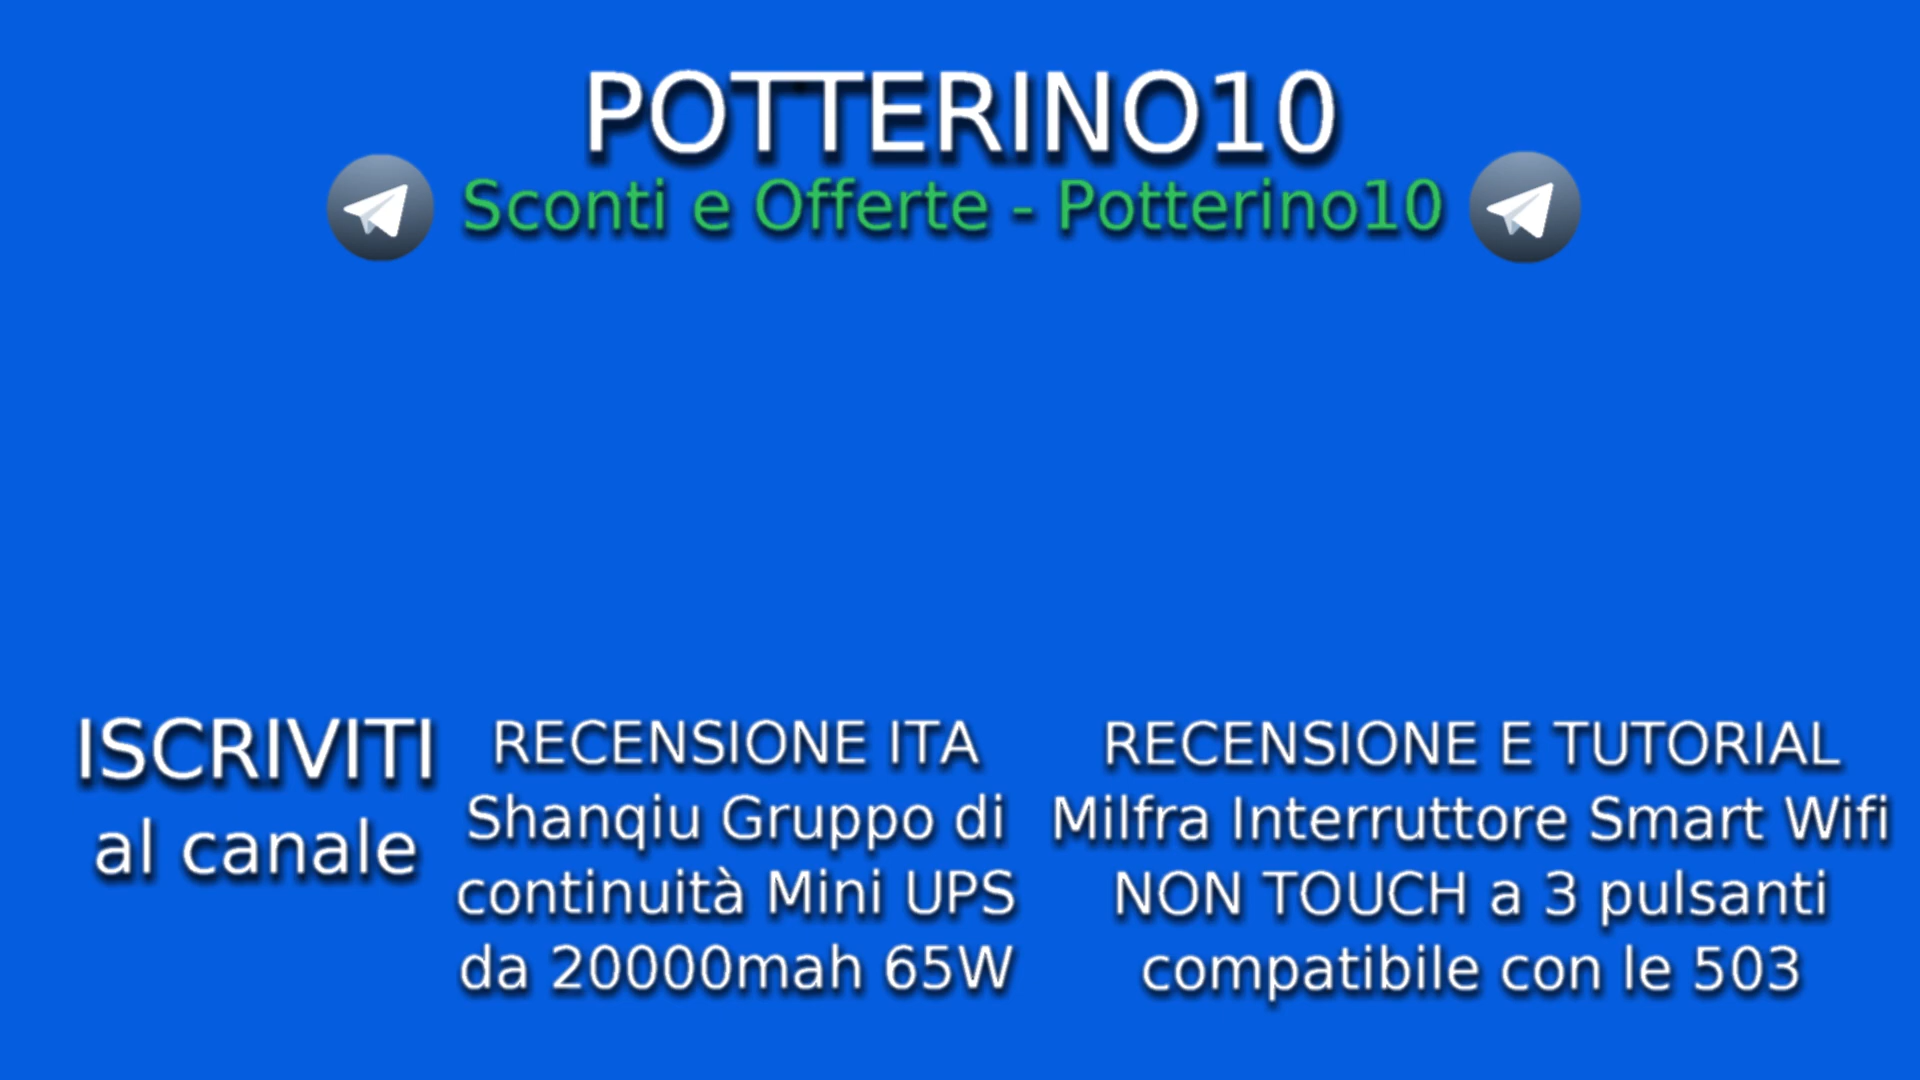 POTTERINO10
Sconti e Offerte - Potterino10
ISCRIVITI
al canale
RECENSIONE ITA
Shanqiu Gruppo di
continuità Mini UPS
da 20000mah 65W
RECENSIONE E TUTORIAL
Milfra Interruttore Smart Wifi
NON TOUCH a 3 pulsanti
compatibile con le 503